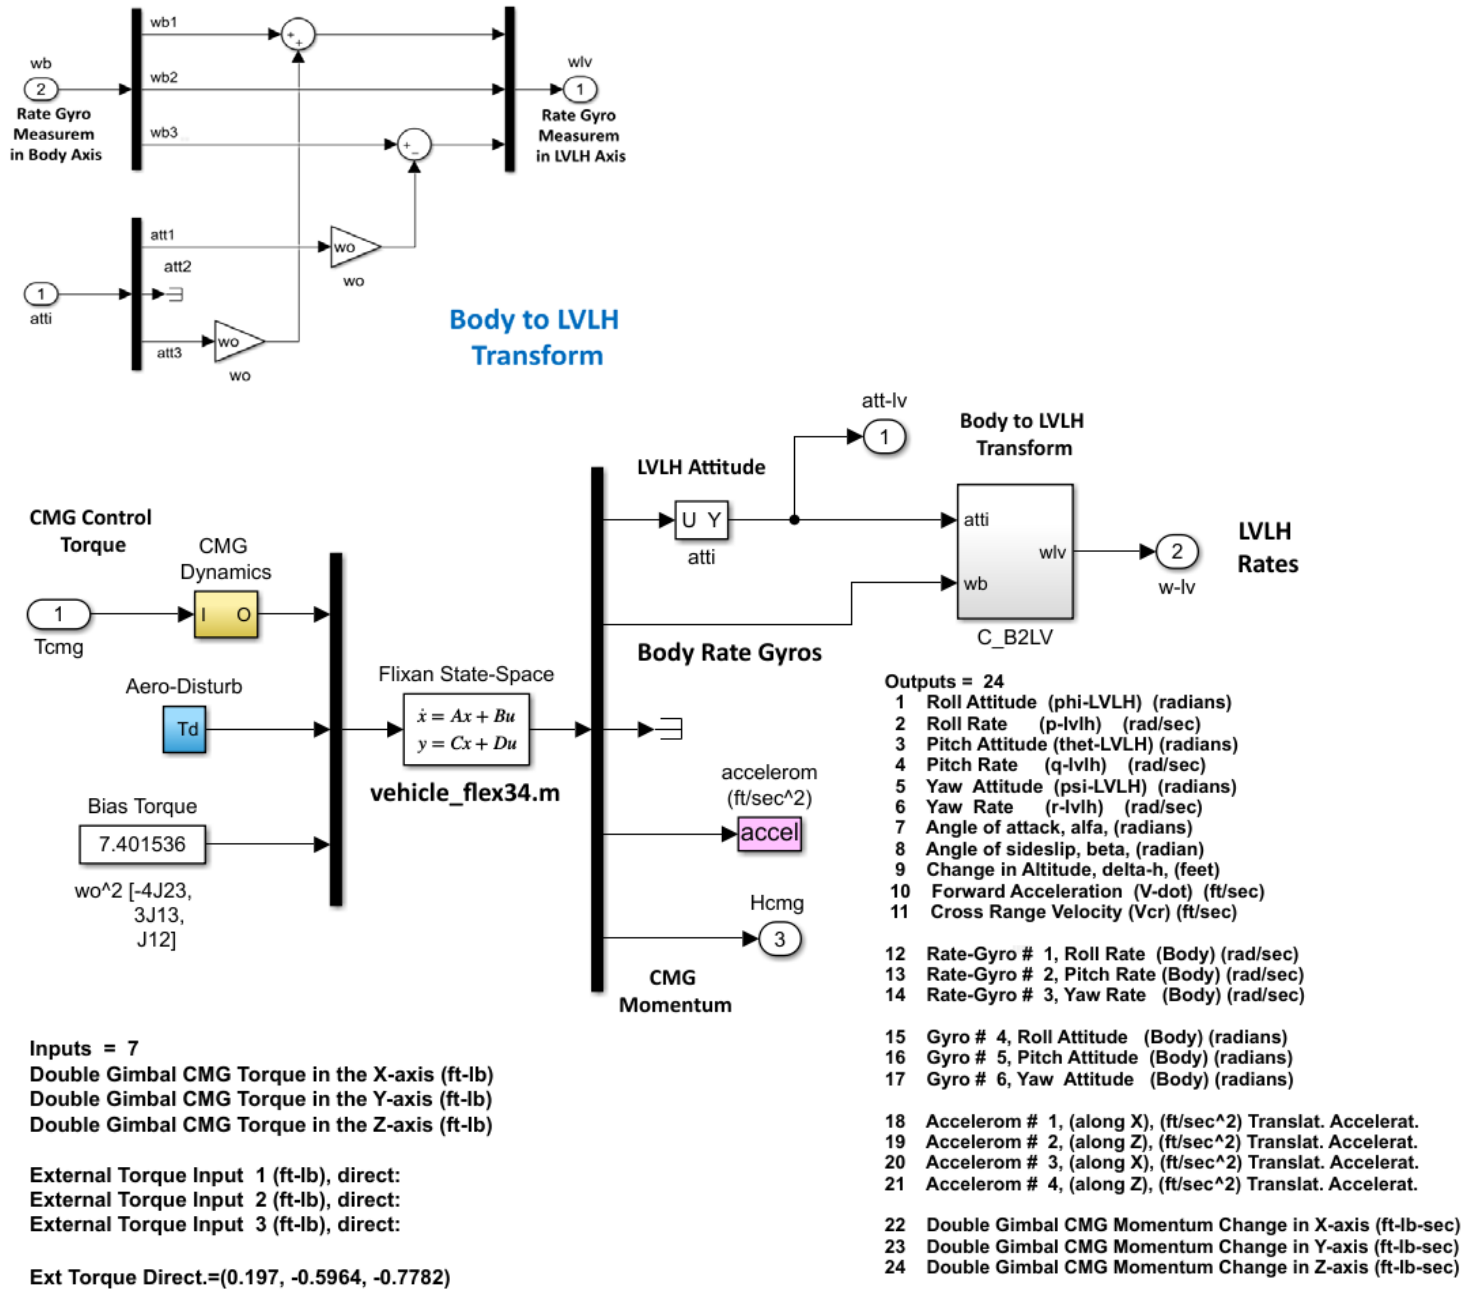 wb
2
Rate Gyro
Measurem
in Body Axis
wb1
wb2
wb3
+
+
+
−
wlv
1
Rate Gyro
Measurem
in LVLH Axis
1
atti
att1
att2
att3
wo
wo
wo
wo
Body to LVLH
Transform
CMG Control
Torque
1
Tcmg
CMG
Dynamics
I O
Aero-Disturb
Td
Bias Torque
7.401536
wo^2 [-4J23,
3J13,
J12]
Flixan State-Space
ẋ = Ax + Bu
y = Cx + Du
vehicle_flex34.m
LVLH Attitude
U Y
atti
att-lv
1
Body to LVLH
Transform
atti
wb
wlv
C_B2LV
2
w-lv
LVLH
Rates
Body Rate Gyros
accelerom
(ft/sec^2)
accel
Hcmg
3
CMG
Momentum
Inputs = 7
Double Gimbal CMG Torque in the X-axis (ft-lb)
Double Gimbal CMG Torque in the Y-axis (ft-lb)
Double Gimbal CMG Torque in the Z-axis (ft-lb)
External Torque Input 1 (ft-lb), direct:
External Torque Input 2 (ft-lb), direct:
External Torque Input 3 (ft-lb), direct:
Ext Torque Direct.=(0.197, -0.5964, -0.7782)
Outputs = 24
1 Roll Attitude (phi-LVLH) (radians)
2 Roll Rate (p-lvlh) (rad/sec)
3 Pitch Attitude (thet-LVLH) (radians)
4 Pitch Rate (q-lvlh) (rad/sec)
5 Yaw Attitude (psi-LVLH) (radians)
6 Yaw Rate (r-lvlh) (rad/sec)
7 Angle of attack, alfa, (radians)
8 Angle of sideslip, beta, (radian)
9 Change in Altitude, delta-h, (feet)
10 Forward Acceleration (V-dot) (ft/sec)
11 Cross Range Velocity (Vcr) (ft/sec)
12 Rate-Gyro # 1, Roll Rate (Body) (rad/sec)
13 Rate-Gyro # 2, Pitch Rate (Body) (rad/sec)
14 Rate-Gyro # 3, Yaw Rate (Body) (rad/sec)
15 Gyro # 4, Roll Attitude (Body) (radians)
16 Gyro # 5, Pitch Attitude (Body) (radians)
17 Gyro # 6, Yaw Attitude (Body) (radians)
18 Accelerom # 1, (along X), (ft/sec^2) Translat. Accelerat.
19 Accelerom # 2, (along Z), (ft/sec^2) Translat. Accelerat.
20 Accelerom # 3, (along X), (ft/sec^2) Translat. Accelerat.
21 Accelerom # 4, (along Z), (ft/sec^2) Translat. Accelerat.
22 Double Gimbal CMG Momentum Change in X-axis (ft-lb-sec)
23 Double Gimbal CMG Momentum Change in Y-axis (ft-lb-sec)
24 Double Gimbal CMG Momentum Change in Z-axis (ft-lb-sec)